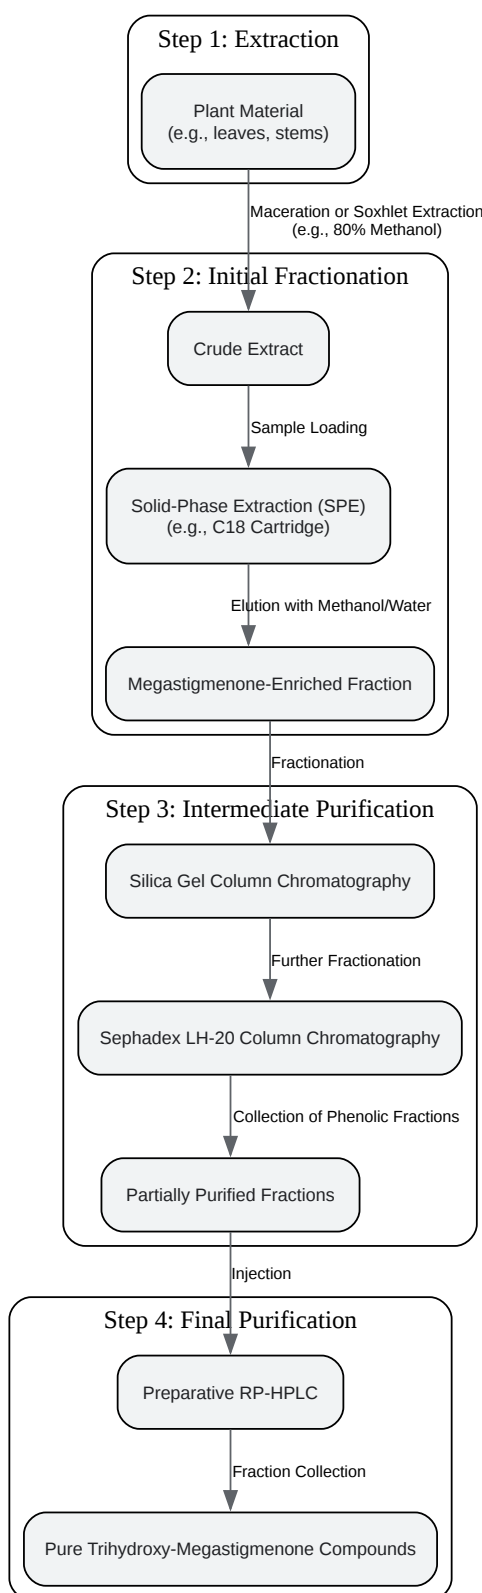 Step 1: Extraction
Plant Material
(e.g., leaves, stems)
Maceration or Soxhlet Extraction
(e.g., 80% Methanol)
Step 2: Initial Fractionation
Crude Extract
Sample Loading
Solid-Phase Extraction (SPE)
(e.g., C18 Cartridge)
Elution with Methanol/Water
Megastigmenone-Enriched Fraction
Fractionation
Step 3: Intermediate Purification
Silica Gel Column Chromatography
Further Fractionation
Sephadex LH-20 Column Chromatography
Collection of Phenolic Fractions
Partially Purified Fractions
Injection
Step 4: Final Purification
Preparative RP-HPLC
Fraction Collection
Pure Trihydroxy-Megastigmenone Compounds